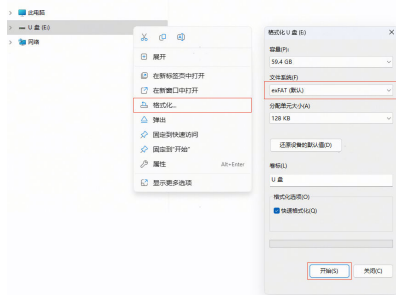 此电脑
U 盘 (E:)
网络
展开
在新标签页中打开
在新窗口中打开
格式化...
弹出
固定到快速访问
固定到"开始"
属性 Alt+Enter
显示更多选项
格式化 U 盘 (E:)
容量(P):
59.4 GB
文件系统(F)
exFAT (默认)
分配单元大小(A)
128 KB
还原设备的默认值(D)
卷标(L)
U 盘
格式化选项(O)
快速格式化(Q)
开始(S)
关闭(C)